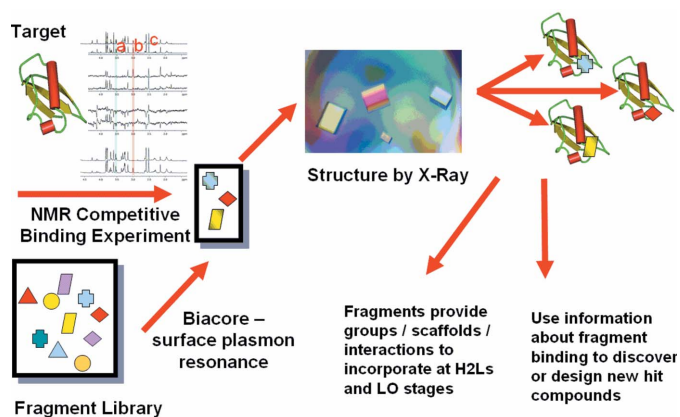 Target
a b c
NMR Competitive
Binding Experiment
Structure by X-Ray
Biacore –
surface plasmon
resonance
Fragment Library
Fragments provide
groups / scaffolds /
interactions to
incorporate at H2Ls
and LO stages
Use information
about fragment
binding to discover
or design new hit
compounds